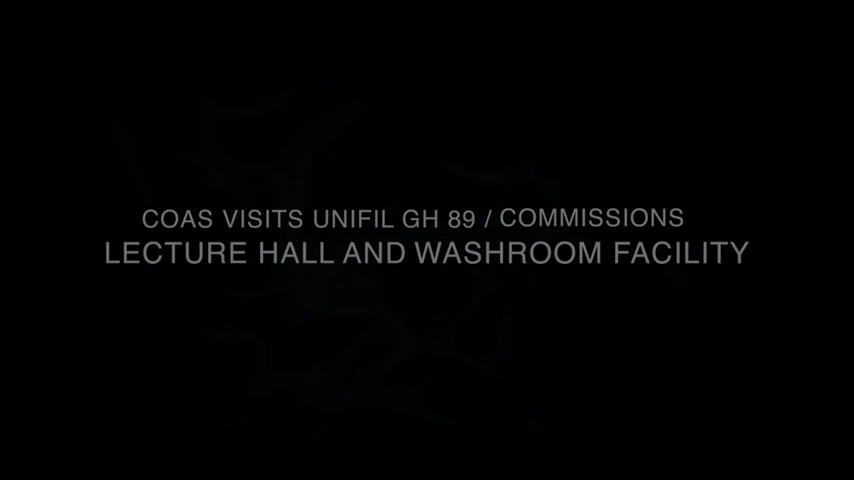 COAS VISITS UNIFIL GH 89 / COMMISSIONS
LECTURE HALL AND WASHROOM FACILITY